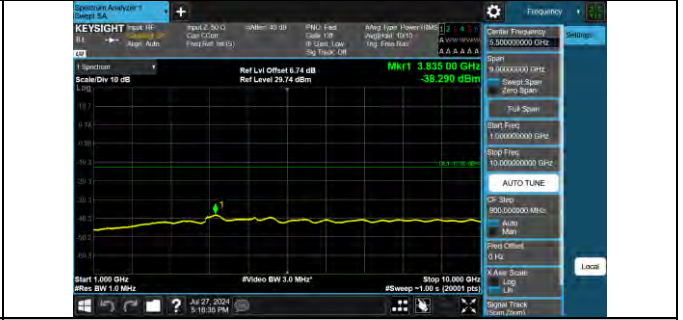 Spectrum Analyzer 1
Swept SA
+
Frequency
KEYSIGHT Input: RF
Align: Auto
Input Z: 50 Ω
Corr CCorr
Freq Ref: Int (S)
#Atten: 40 dB
PNO: Fast
Gate: Off
IF Gain: Low
Sig Track: Off
#Avg Type: Power (RMS)
Avg|Hold: 10/10
Trig: Free Run
1 Spectrum
Scale/Div 10 dB
Log
Ref Lvl Offset 6.74 dB
Ref Level 29.74 dBm
Mkr1 3.835 00 GHz
-38.290 dBm
1
Start 1.000 GHz
#Res BW 1.0 MHz
#Video BW 3.0 MHz*
Stop 10.000 GHz
#Sweep ~1.00 s (20001 pts)
Jul 27, 2024
5:18:35 PM
Center Frequency
5.500000000 GHz
Settings
Span
9.00000000 GHz
Swept Span
Zero Span
Full Span
Start Freq
1.000000000 GHz
Stop Freq
10.000000000 GHz
AUTO TUNE
CF Step
900.000000 MHz
Auto
Man
Freq Offset
0 Hz
X Axis Scale
Log
Lin
Signal Track
(Span Zoom)
Local